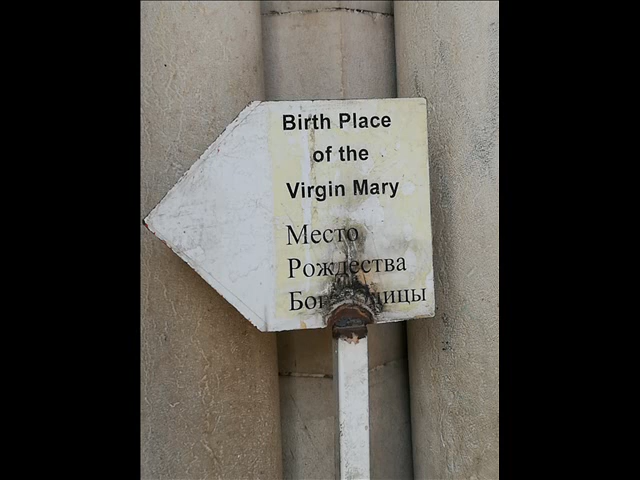 Birth Place
of the
Virgin Mary
Место
Рождества